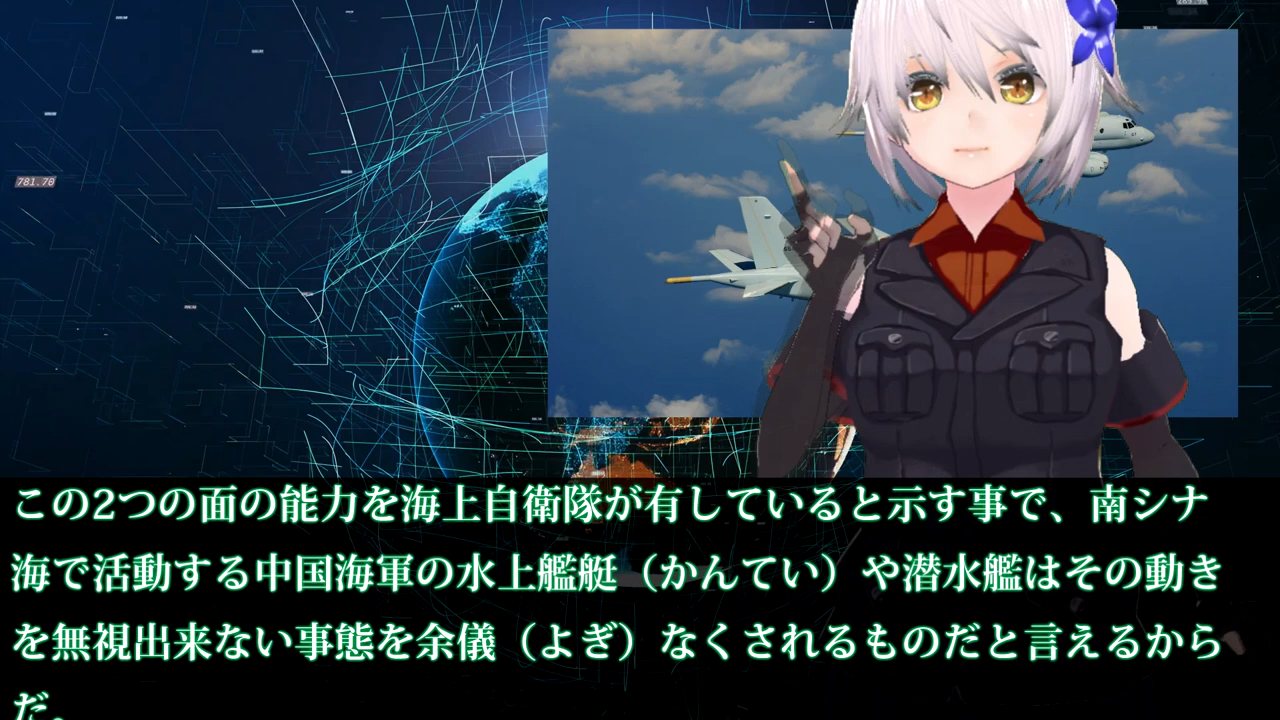 781.70
この2つの面の能力を海上自衛隊が有していると示す事で、南シナ
海で活動する中国海軍の水上艦艇（かんてい）や潜水艦はその動き
を無視出来ない事態を余儀（よぎ）なくされるものだと言えるから
だ。